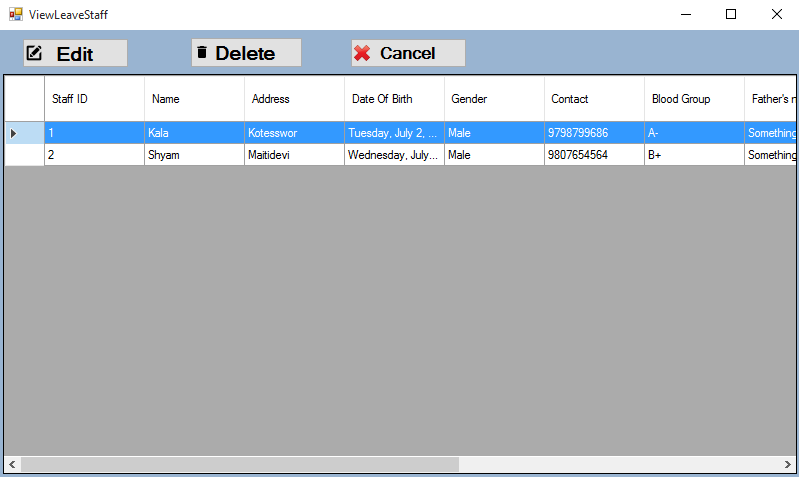 ViewLeaveStaff
Edit Delete Cancel
Staff ID Name Address Date Of Birth Gender Contact Blood Group Father's n
1 Kala Kotesswor Tuesday, July 2, ... Male 9798799686 A- Something
2 Shyam Maitidevi Wednesday, July... Male 9807654564 B+ Something